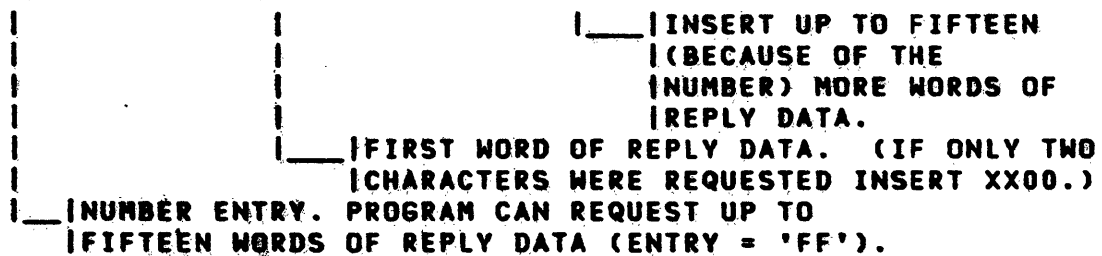 INSERT UP TO FIFTEEN
(BECAUSE OF THE
NUMBER) MORE WORDS OF
REPLY DATA.
FIRST WORD OF REPLY DATA. (IF ONLY TWO
CHARACTERS WERE REQUESTED INSERT XX00.)
NUMBER ENTRY. PROGRAM CAN REQUEST UP TO
FIFTEEN WORDS OF REPLY DATA (ENTRY = 'FF').